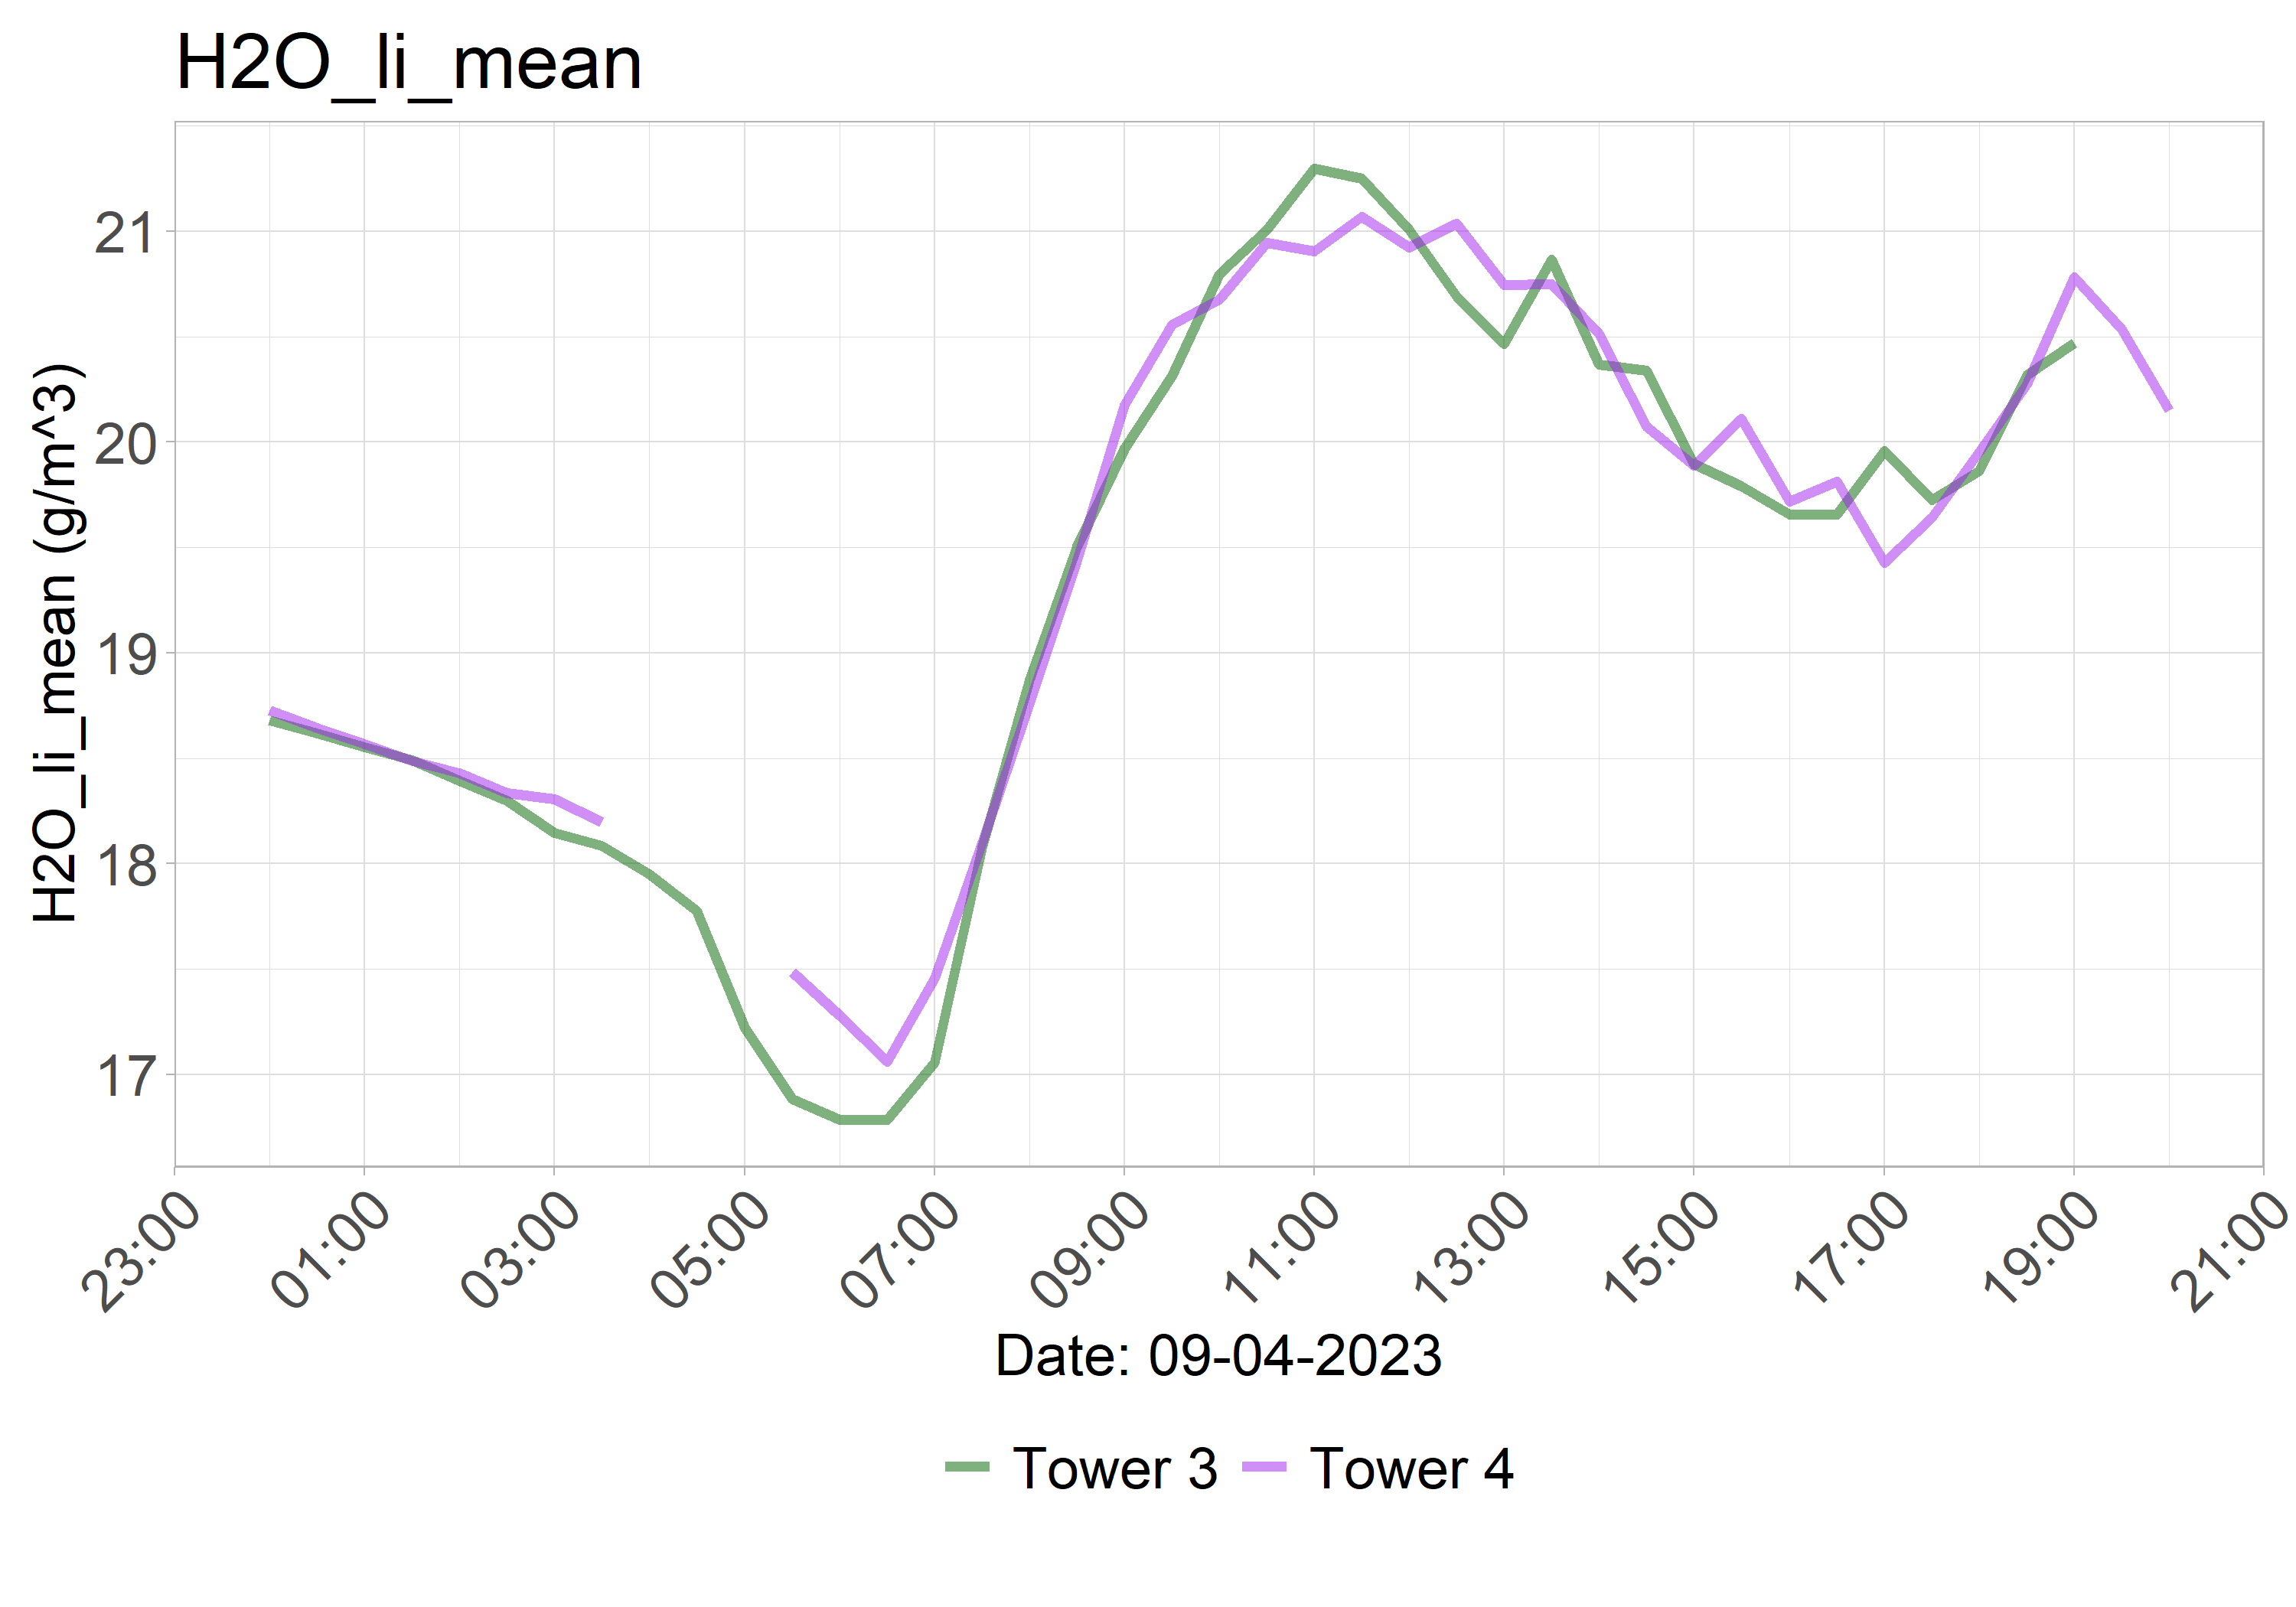 H2O_li_mean
H2O_li_mean (g/m^3)
21
20
19
18
17
23:00 01:00 03:00 05:00 07:00 09:00 11:00 13:00 15:00 17:00 19:00 21:00
Date: 09-04-2023
Tower 3 Tower 4